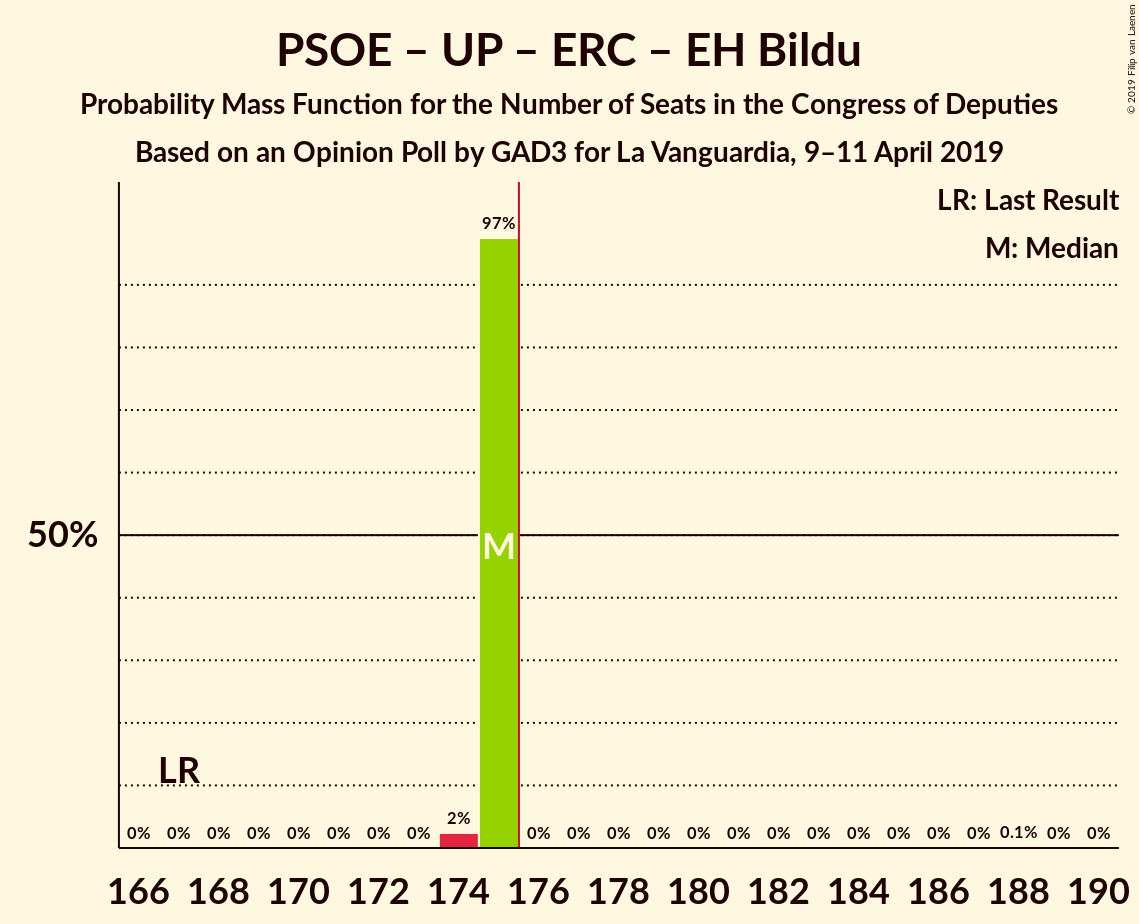 PSOE – UP – ERC – EH Bildu
Probability Mass Function for the Number of Seats in the Congress of Deputies
Based on an Opinion Poll by GAD3 for La Vanguardia, 9–11 April 2019
© 2019 Filip van Laenen
LR: Last Result
M: Median
97%
50%
M
LR
0% 0% 0% 0% 0% 0% 0% 0% 2% 0% 0% 0% 0% 0% 0% 0% 0% 0% 0% 0% 0% 0.1% 0% 0%
166 168 170 172 174 176 178 180 182 184 186 188 190